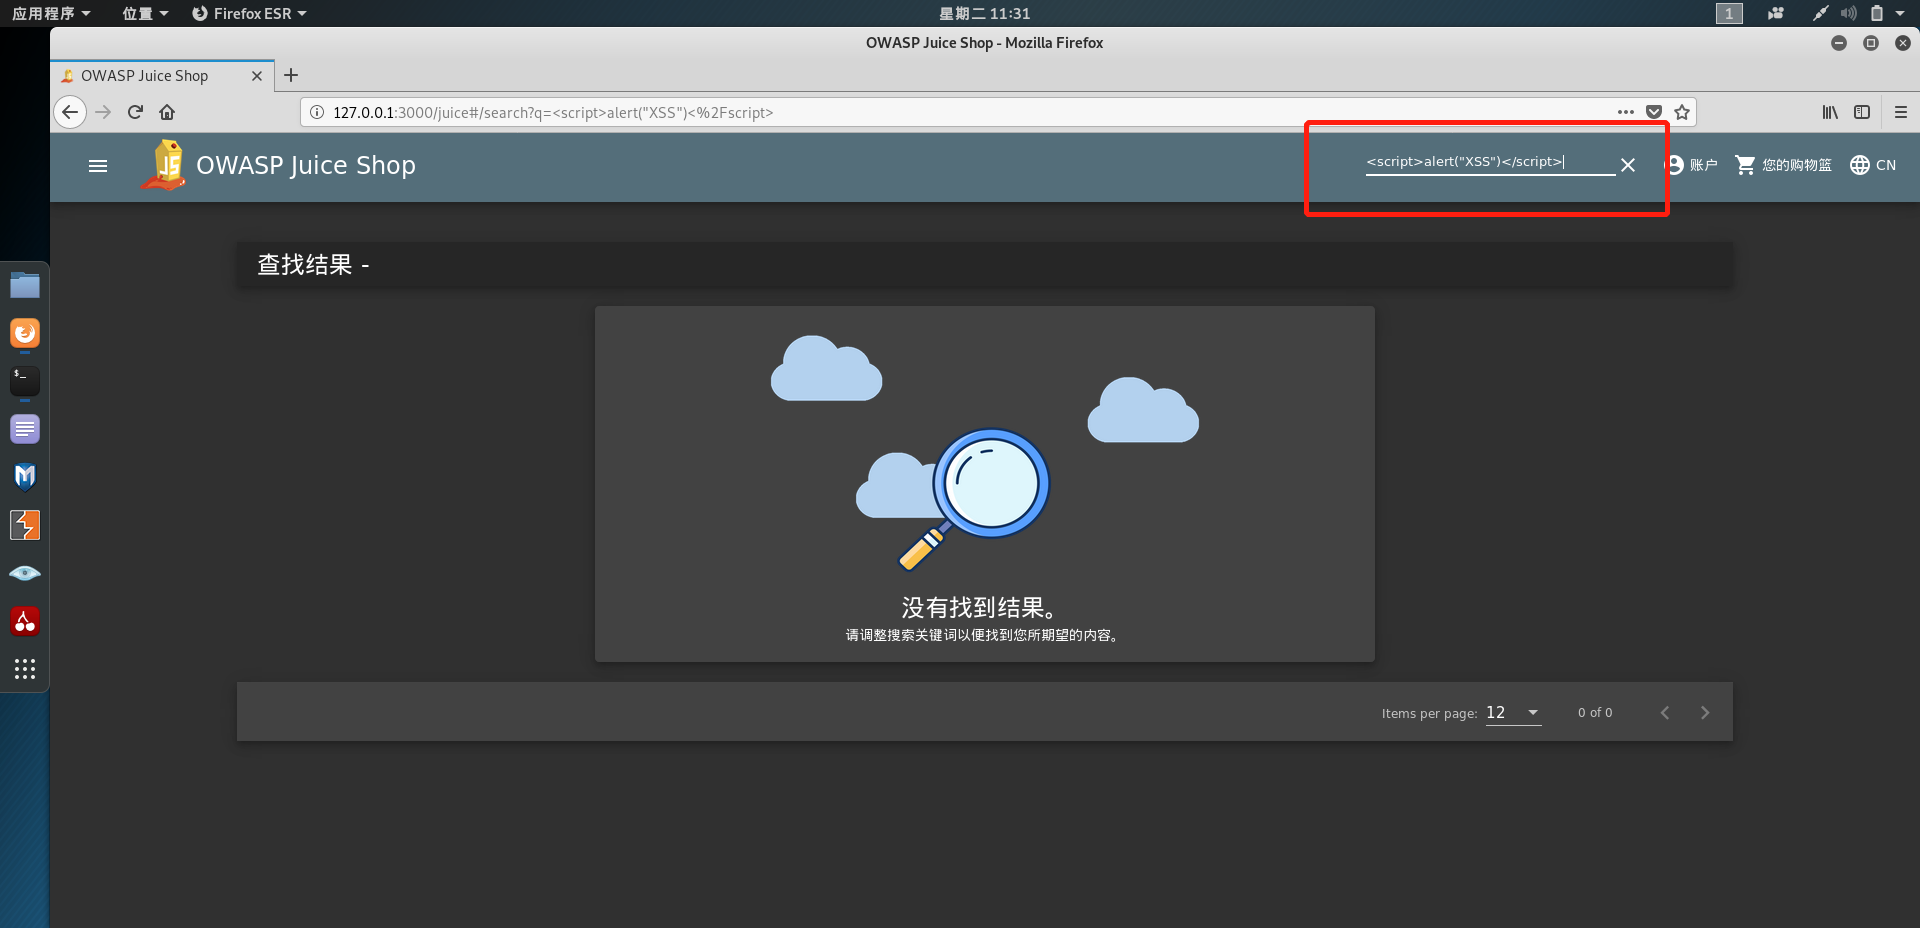 应用程序 位置 Firefox ESR 星期二 11:31 1
OWASP Juice Shop - Mozilla Firefox
OWASP Juice Shop
127.0.0.1:3000/juice#/search?q=<script>alert("XSS")<%2Fscript>
JS OWASP Juice Shop <script>alert("XSS")</script> 账户 您的购物篮 CN
查找结果 -
$_
没有找到结果。
请调整搜索关键词以便找到您所期望的内容。
Items per page: 12 0 of 0